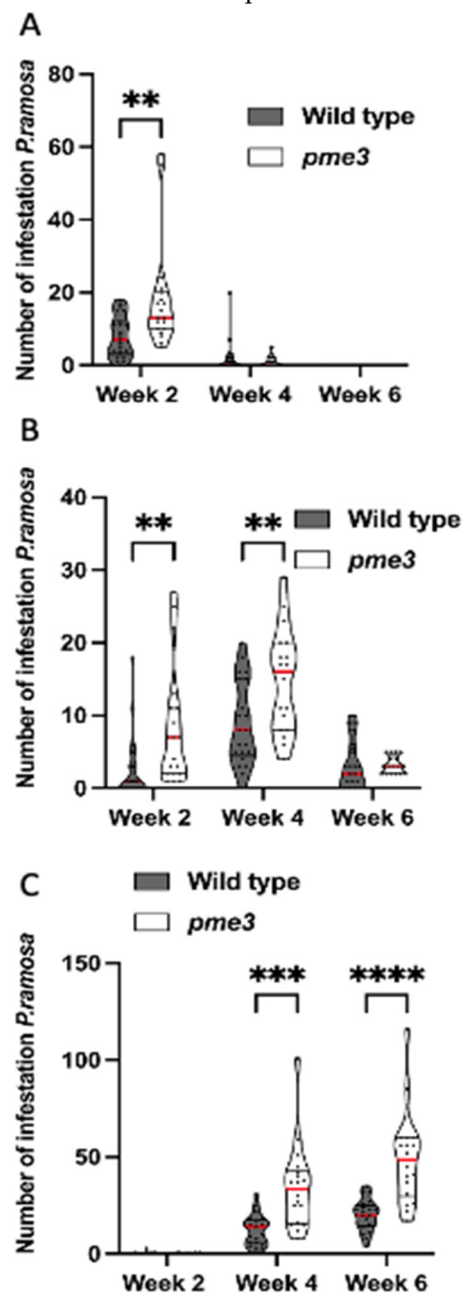 A
Number of infestation P.ramosa
80
60
40
20
0
**
Wild type
pme3
Week 2 Week 4 Week 6
B
Number of infestation P.ramosa
40
30
20
10
0
** **
Wild type
pme3
Week 2 Week 4 Week 6
C
Wild type
pme3
Number of infestation P.ramosa
150
100
50
0
*** ****
Week 2 Week 4 Week 6